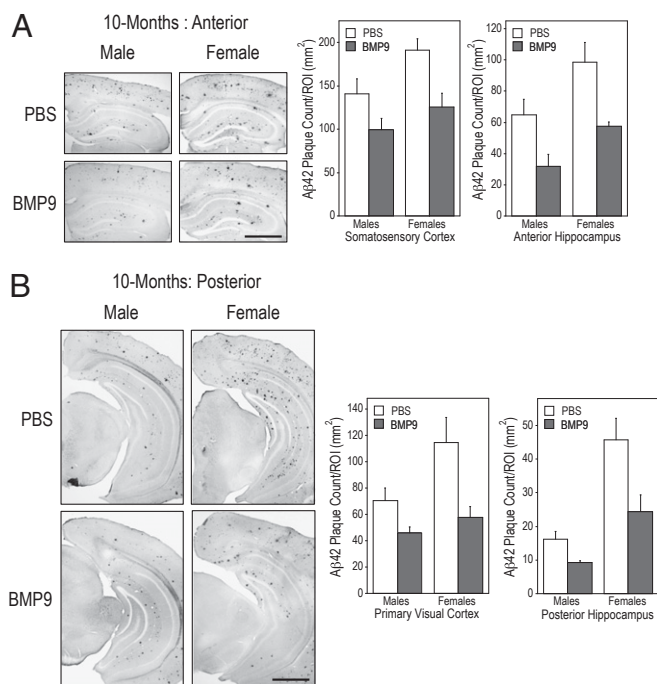 A
10-Months : Anterior
Male Female
PBS
BMP9
Aβ42 Plaque Count/ROI (mm²)
200
150
100
50
0
PBS
BMP9
Males Females
Somatosensory Cortex
Aβ42 Plaque Count/ROI (mm²)
120
100
80
60
40
20
0
PBS
BMP9
Males Females
Anterior Hippocampus
B
10-Months: Posterior
Male Female
PBS
BMP9
Aβ42 Plaque Count/ROI (mm²)
140
120
100
80
60
40
20
0
PBS
BMP9
Males Females
Primary Visual Cortex
Aβ42 Plaque Count/ROI (mm²)
50
40
30
20
10
0
PBS
BMP9
Males Females
Posterior Hippocampus